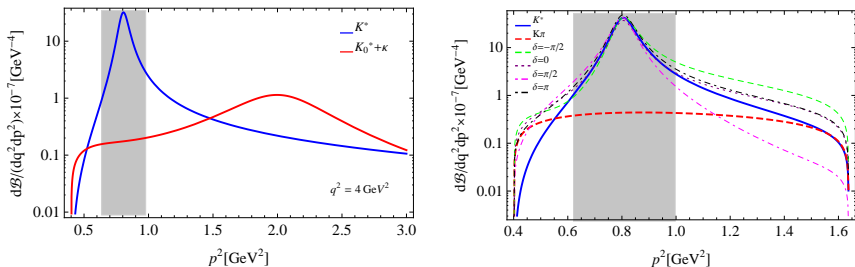 dℬ/(dq²dp²)×10⁻⁷[GeV⁻⁴]
10
1
0.1
0.01
K*
K₀*+κ
q² = 4 GeV²
0.5 1.0 1.5 2.0 2.5 3.0
p²[GeV²]
dℬ/dq²dp²×10⁻⁷[GeV⁻⁴]
10
1
0.1
0.01
K*
Kπ
δ=-π/2
δ=0
δ=π/2
δ=π
0.4 0.6 0.8 1.0 1.2 1.4 1.6
p²[GeV²]